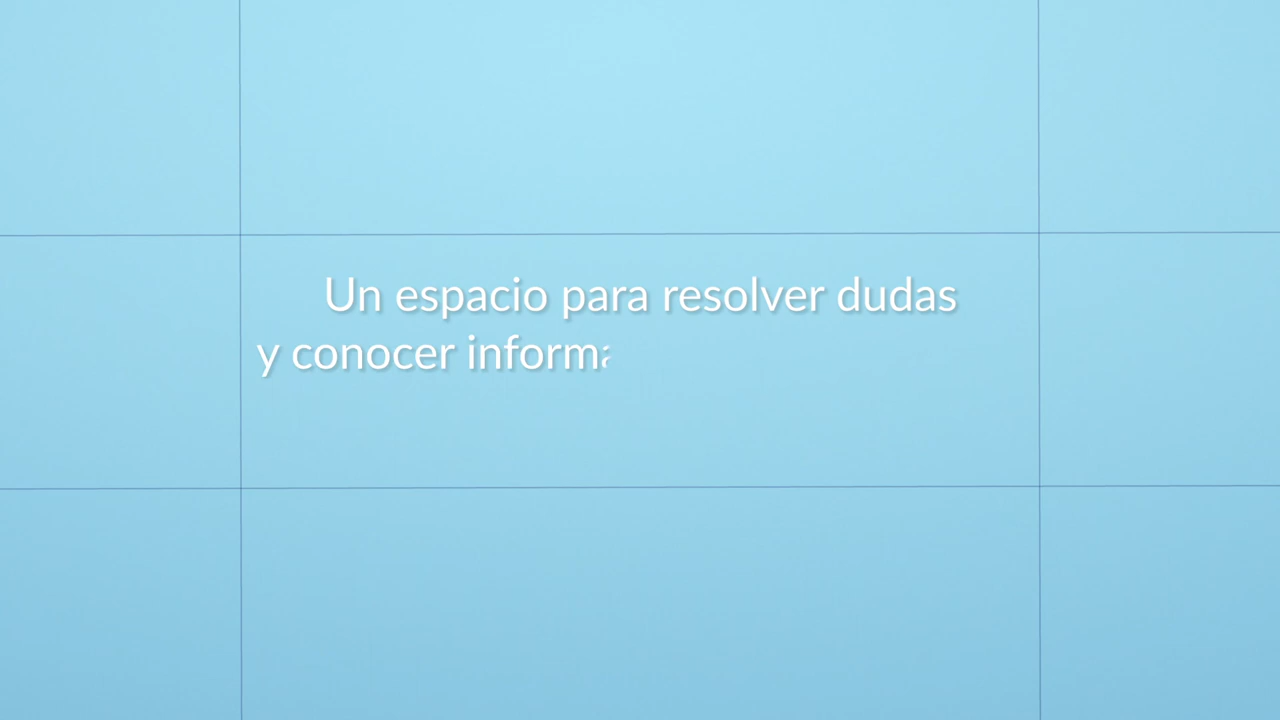 Un espacio para resolver dudas
y conocer inform